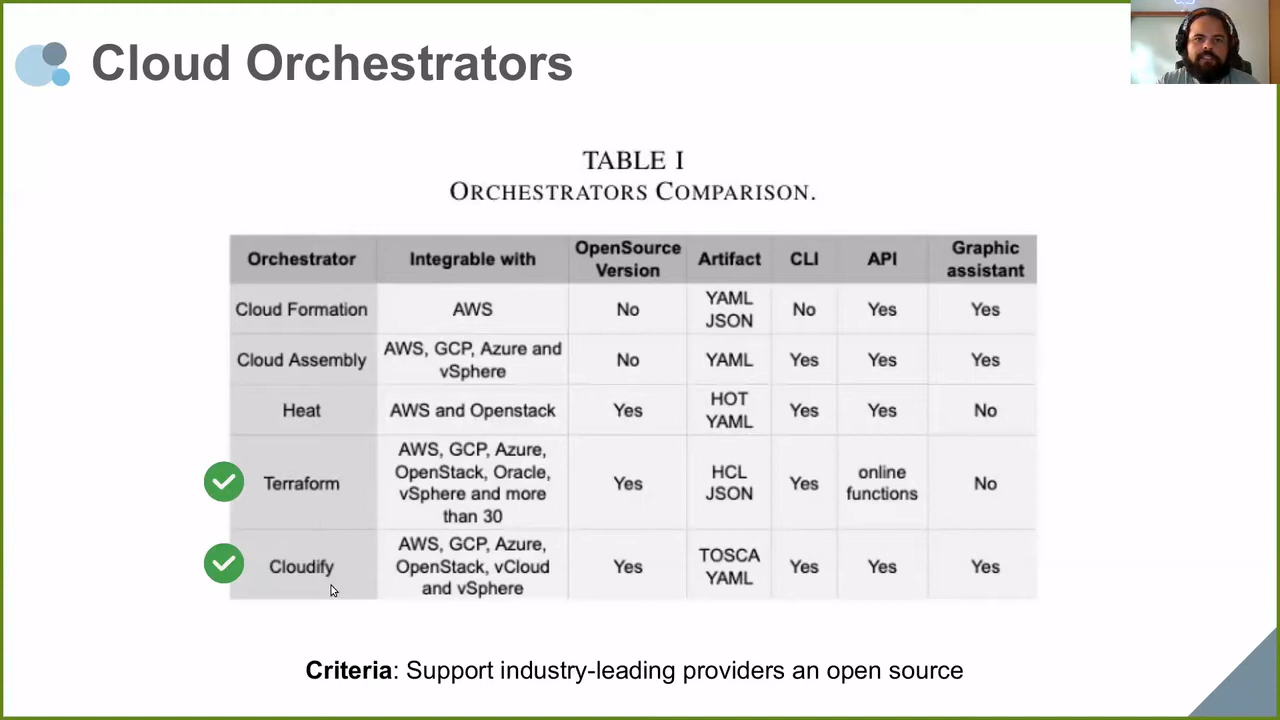 Cloud Orchestrators
TABLE I
ORCHESTRATORS COMPARISON.
Orchestrator Integrable with OpenSource Version Artifact CLI API Graphic assistant
Cloud Formation AWS No YAML JSON No Yes Yes
Cloud Assembly AWS, GCP, Azure and vSphere No YAML Yes Yes Yes
Heat AWS and Openstack Yes HOT YAML Yes Yes No
Terraform AWS, GCP, Azure, OpenStack, Oracle, vSphere and more than 30 Yes HCL JSON Yes online functions No
Cloudify AWS, GCP, Azure, OpenStack, vCloud and vSphere Yes TOSCA YAML Yes Yes Yes
Criteria: Support industry-leading providers an open source